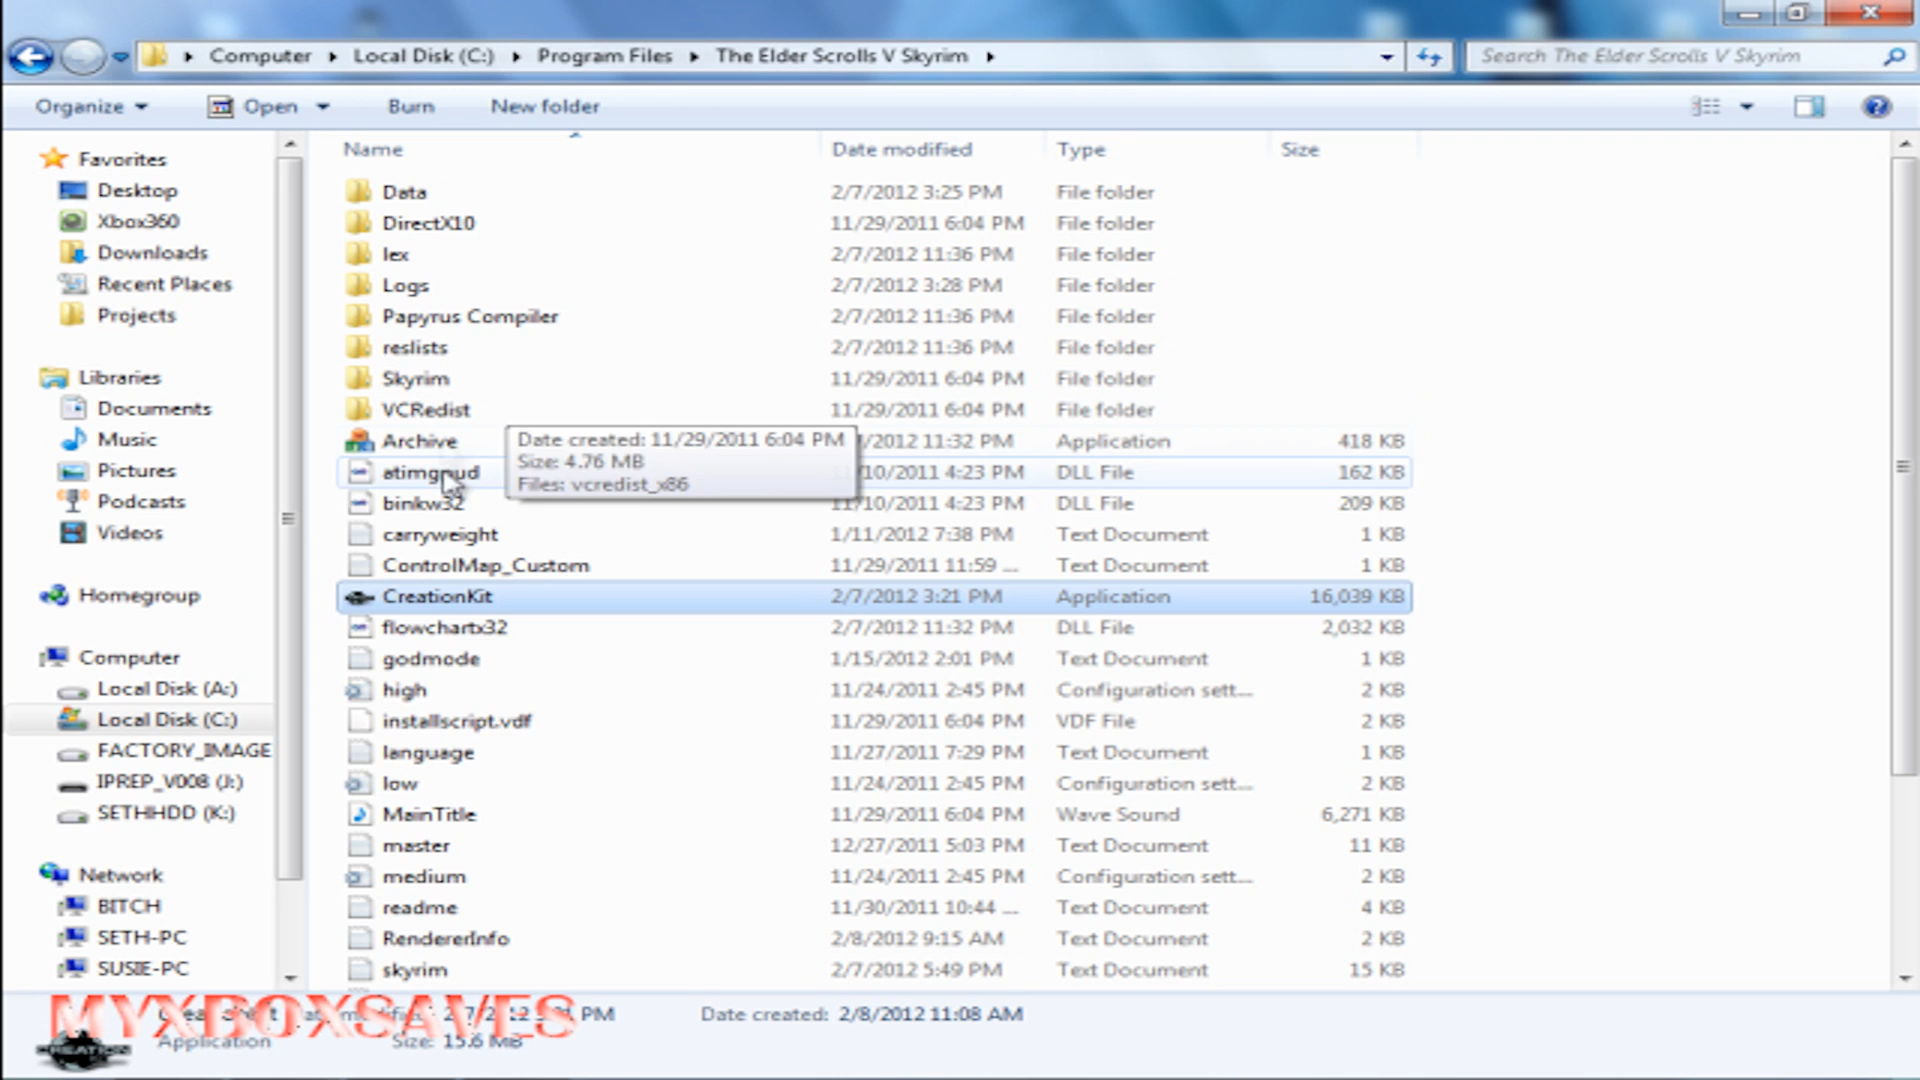 Computer Local Disk (C:) Program Files The Elder Scrolls V Skyrim Search The Elder Scrolls V Skyrim
Organize Open Burn New folder
Favorites
Desktop
Xbox360
Downloads
Recent Places
Projects
Libraries
Documents
Music
Pictures
Podcasts
Videos
Homegroup
Computer
Local Disk (A:)
Local Disk (C:)
FACTORY_IMAGE
IPREP_V008 (J:)
SETHHDD (K:)
Network
BITCH
SETH-PC
SUSIE-PC
Name Date modified Type Size
Data 2/7/2012 3:25 PM File folder
DirectX10 11/29/2011 6:04 PM File folder
lex 2/7/2012 11:36 PM File folder
Logs 2/7/2012 3:28 PM File folder
Papyrus Compiler 2/7/2012 11:36 PM File folder
reslists 2/7/2012 11:36 PM File folder
Skyrim 11/29/2011 6:04 PM File folder
VCRedist 11/29/2011 6:04 PM File folder
Archive /2012 11:32 PM Application 418 KB
Date created: 11/29/2011 6:04 PM
Size: 4.76 MB
Files: vcredist_x86
/10/2011 4:23 PM DLL File 162 KB
binkw32 11/10/2011 4:23 PM DLL File 209 KB
carryweight 1/11/2012 7:38 PM Text Document 1 KB
ControlMap_Custom 11/29/2011 11:59 ... Text Document 1 KB
CreationKit 2/7/2012 3:21 PM Application 16,039 KB
flowchartx32 2/7/2012 11:32 PM DLL File 2,032 KB
godmode 1/15/2012 2:01 PM Text Document 1 KB
high 11/24/2011 2:45 PM Configuration sett... 2 KB
installscript.vdf 11/29/2011 6:04 PM VDF File 2 KB
language 11/27/2011 7:29 PM Text Document 1 KB
low 11/24/2011 2:45 PM Configuration sett... 2 KB
MainTitle 11/29/2011 6:04 PM Wave Sound 6,271 KB
master 12/27/2011 5:03 PM Text Document 11 KB
medium 11/24/2011 2:45 PM Configuration sett... 2 KB
readme 11/30/2011 10:44 ... Text Document 4 KB
RendererInfo 2/8/2012 9:15 AM Text Document 2 KB
skyrim 2/7/2012 5:49 PM Text Document 15 KB
MYXBOXSAVES
PM Date created: 2/8/2012 11:08 AM
Application Size: 15.6 MB
CREATION